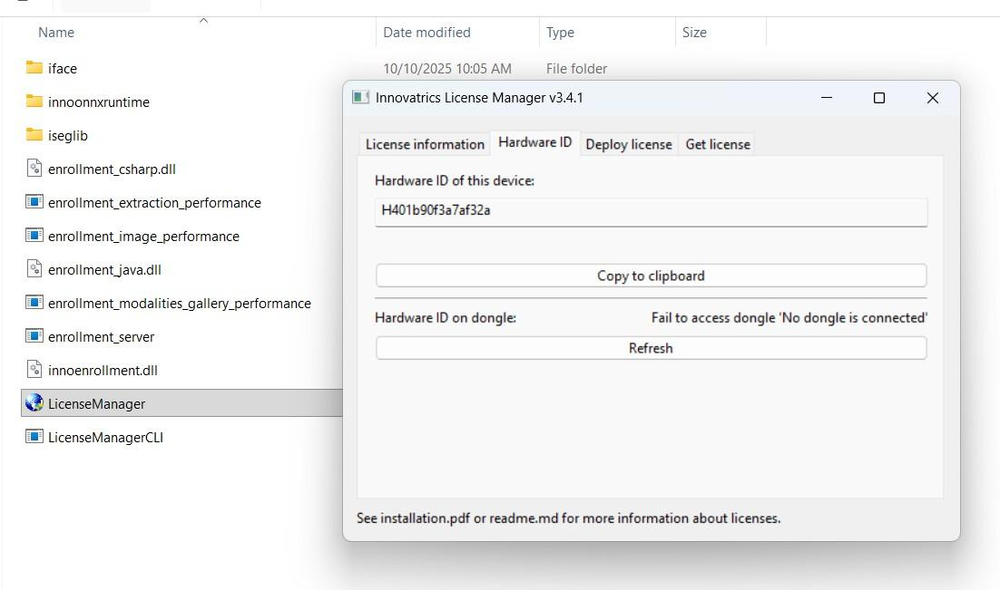 Name Date modified Type Size
iface 10/10/2025 10:05 AM File folder
innoonnxruntime
iseglib
enrollment_csharp.dll
enrollment_extraction_performance
enrollment_image_performance
enrollment_java.dll
enrollment_modalities_gallery_performance
enrollment_server
innoenrollment.dll
LicenseManager
LicenseManagerCLI
Innovatrics License Manager v3.4.1
License information Hardware ID Deploy license Get license
Hardware ID of this device:
H401b90f3a7af32a
Copy to clipboard
Hardware ID on dongle: Fail to access dongle 'No dongle is connected'
Refresh
See installation.pdf or readme.md for more information about licenses.